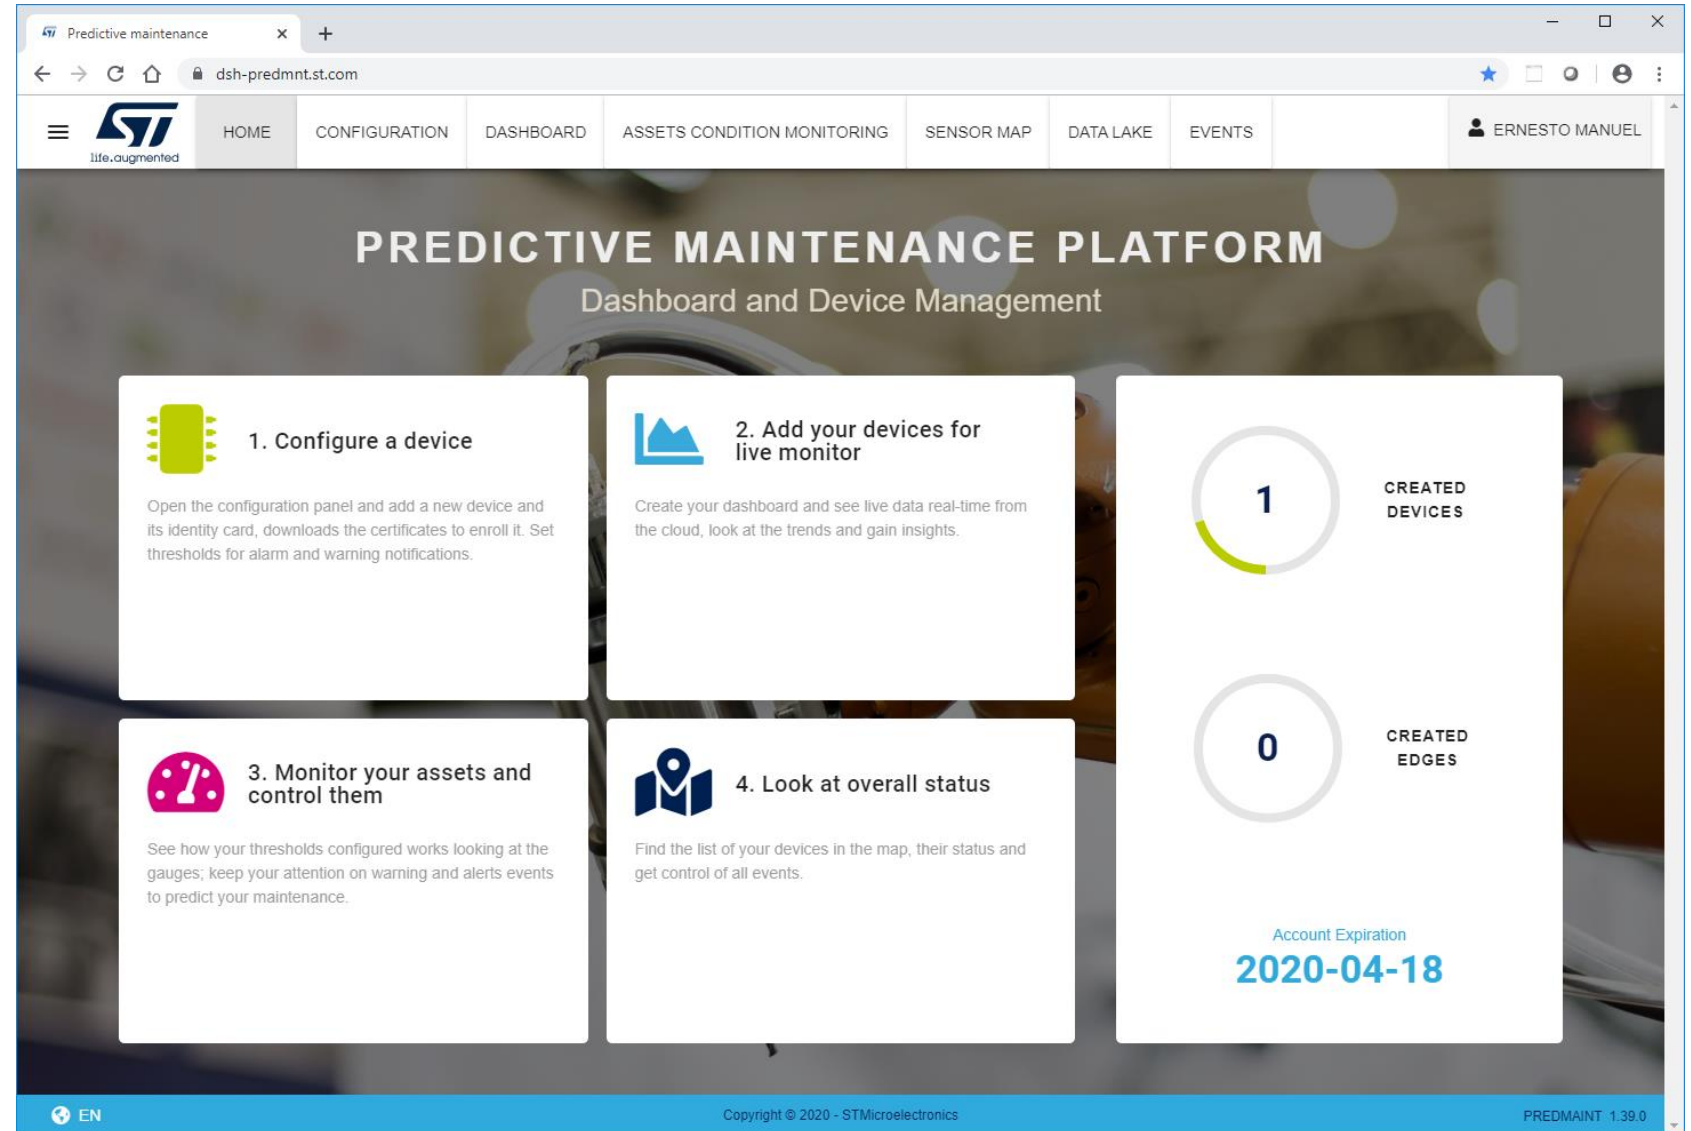 Predictive maintenance
dsh-predmnt.st.com
life.augmented
HOME
CONFIGURATION
DASHBOARD
ASSETS CONDITION MONITORING
SENSOR MAP
DATA LAKE
EVENTS
ERNESTO MANUEL
PREDICTIVE MAINTENANCE PLATFORM
Dashboard and Device Management
1. Configure a device
Open the configuration panel and add a new device and
its identity card, downloads the certificates to enroll it. Set
thresholds for alarm and warning notifications.
2. Add your devices for
live monitor
Create your dashboard and see live data real-time from
the cloud, look at the trends and gain insights.
3. Monitor your assets and
control them
See how your thresholds configured works looking at the
gauges; keep your attention on warning and alerts events
to predict your maintenance.
4. Look at overall status
Find the list of your devices in the map, their status and
get control of all events.
1
CREATED
DEVICES
0
CREATED
EDGES
Account Expiration
2020-04-18
EN
Copyright © 2020 - STMicroelectronics
PREDMAINT 1.39.0